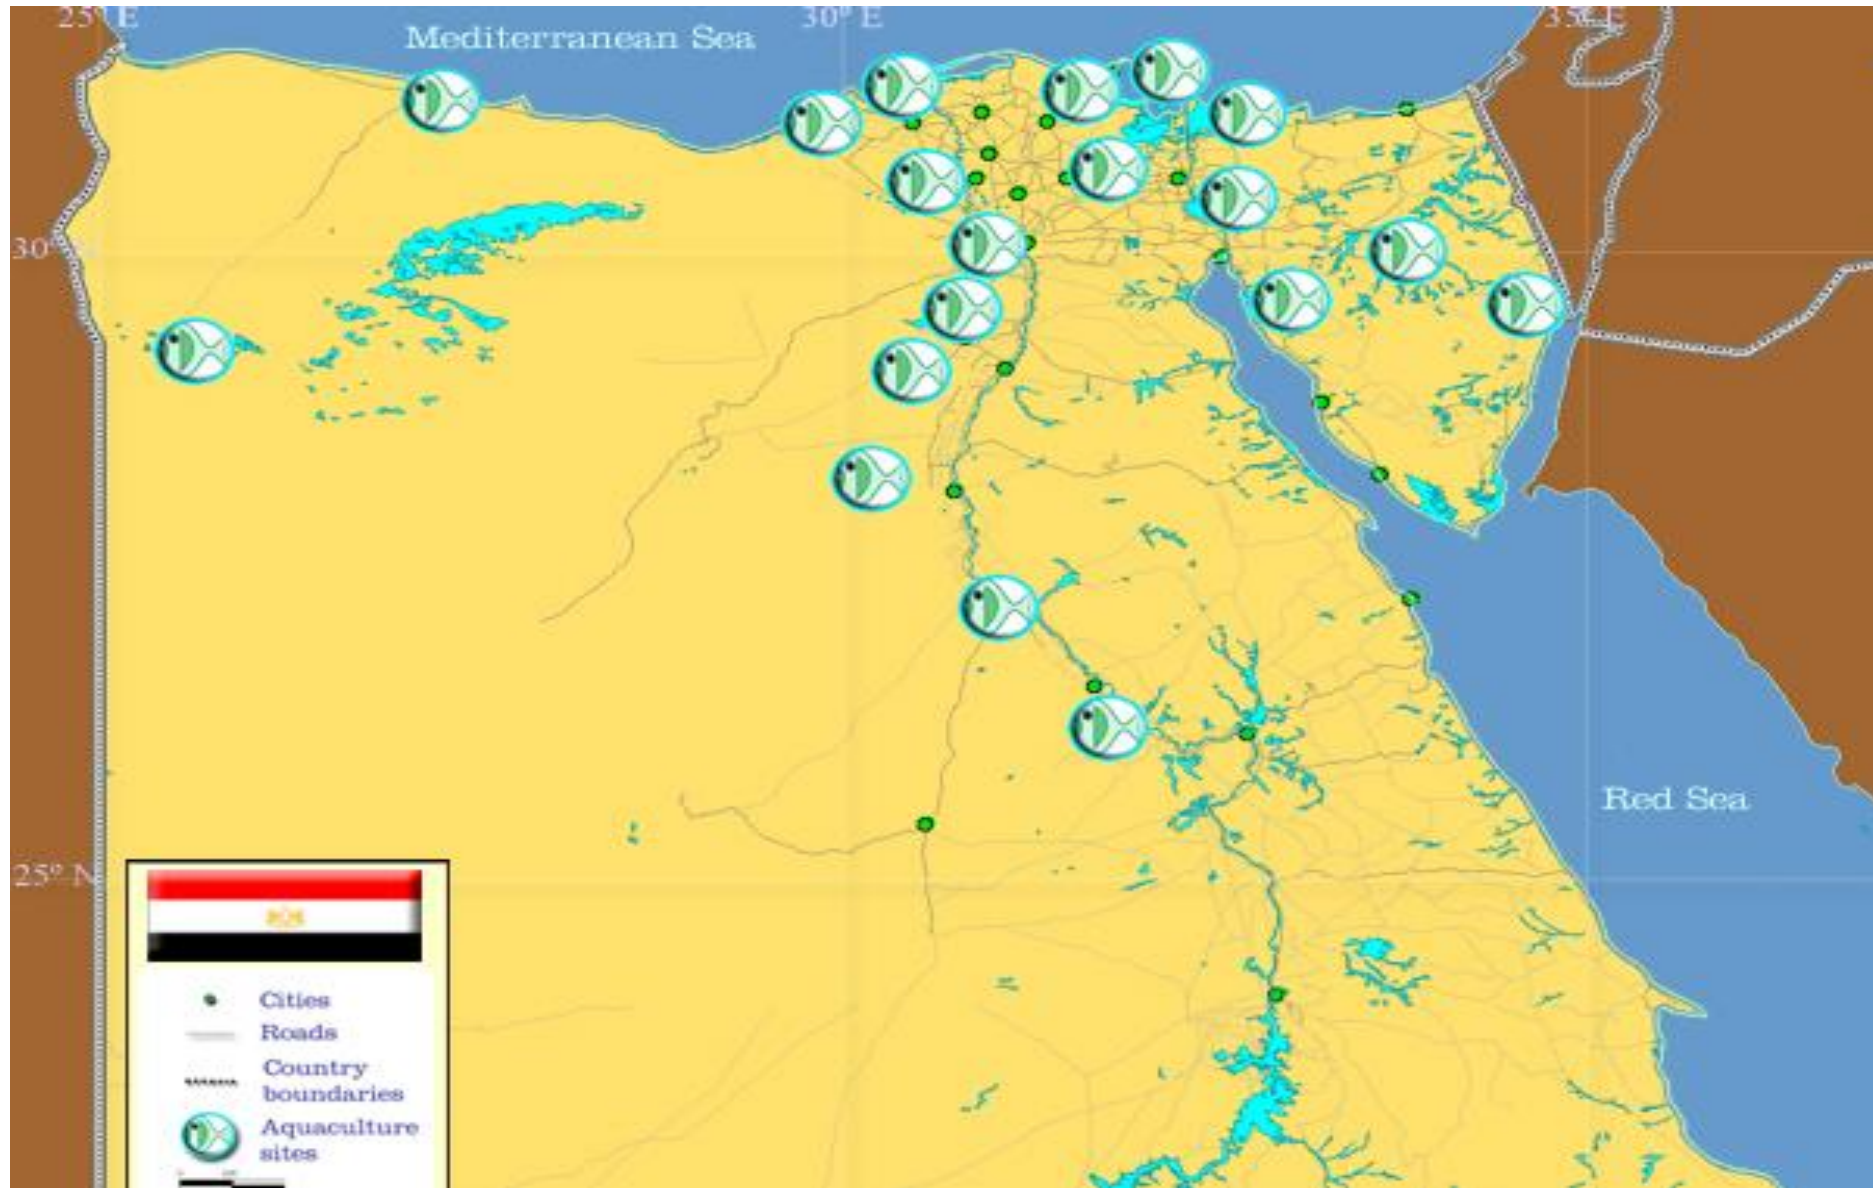 25° E
30° E
35° E
Mediterranean Sea
30°
Red Sea
25° N
Cities
Roads
Country
boundaries
Aquaculture
sites